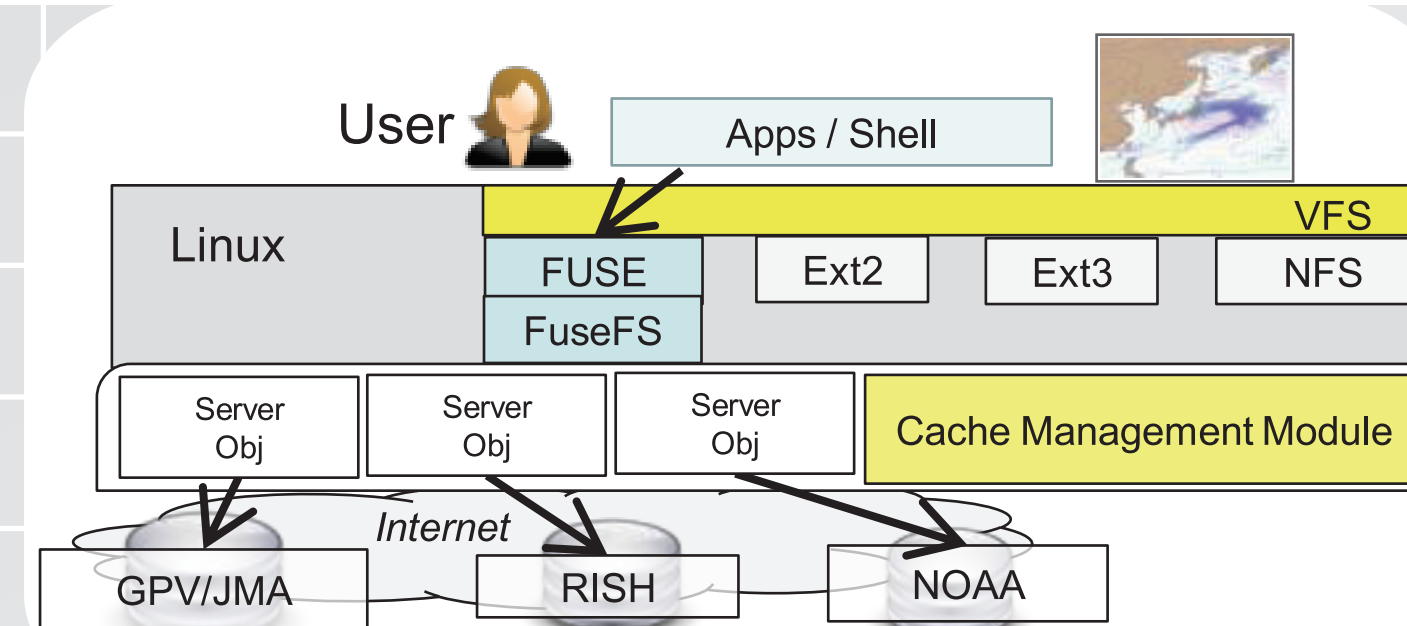 User
Apps / Shell
VFS
Linux
FUSE
Ext2
Ext3
NFS
FuseFS
Server
Obj
Server
Obj
Server
Obj
Cache Management Module
Internet
GPV/JMA
RISH
NOAA